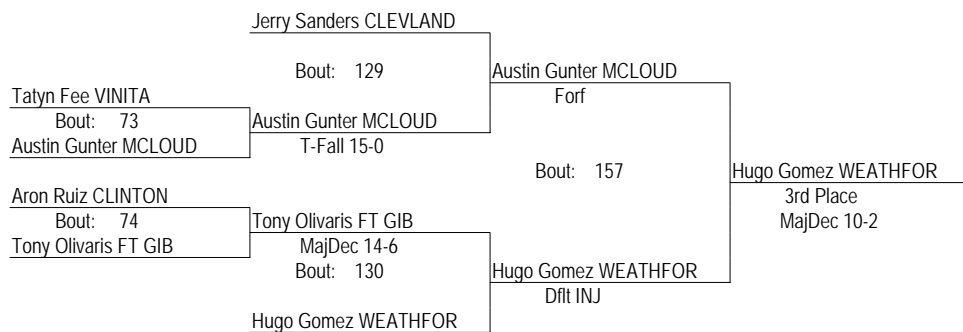 Jerry Sanders CLEVLAND
Bout: 129
Austin Gunter MCLOUD
Forf
Tatyn Fee VINITA
Bout: 73
Austin Gunter MCLOUD
T-Fall 15-0
Austin Gunter MCLOUD
Bout: 157
Hugo Gomez WEATHFOR
3rd Place
MajDec 10-2
Aron Ruiz CLINTON
Bout: 74
Tony Olivaris FT GIB
MajDec 14-6
Tony Olivaris FT GIB
Bout: 130
Hugo Gomez WEATHFOR
Dflt INJ
Hugo Gomez WEATHFOR